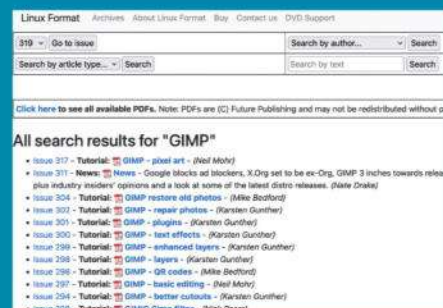 Linux Format Archives About Linux Format Buy Contact us DVD Support
319 Go to issue Search by author... Search
Search by article type... Search Search by text Search
Click here to see all available PDFs. Note: PDFs are (C) Future Publishing and may not be redistributed without p
All search results for "GIMP"
Issue 317 - Tutorial: GIMP - pixel art - (Neil Mohr)
Issue 311 - News: News - Google blocks ad blockers, X.Org set to be ex-Org, GIMP 3 inches towards relea
plus industry insiders' opinions and a look at some of the latest distro releases. (Nate Drake)
Issue 304 - Tutorial: GIMP restore old photos - (Mike Bedford)
Issue 302 - Tutorial: GIMP - repair photos - (Karsten Gunther)
Issue 301 - Tutorial: GIMP - plugins - (Karsten Gunther)
Issue 300 - Tutorial: GIMP - text effects - (Karsten Gunther)
Issue 299 - Tutorial: GIMP - enhanced layers - (Karsten Gunther)
Issue 298 - Tutorial: GIMP - layers - (Karsten Gunther)
Issue 296 - Tutorial: GIMP - QR codes - (Mike Bedford)
Issue 297 - Tutorial: GIMP - basic editing - (Neil Mohr)
Issue 294 - Tutorial: GIMP - better cutouts - (Karsten Gunther)